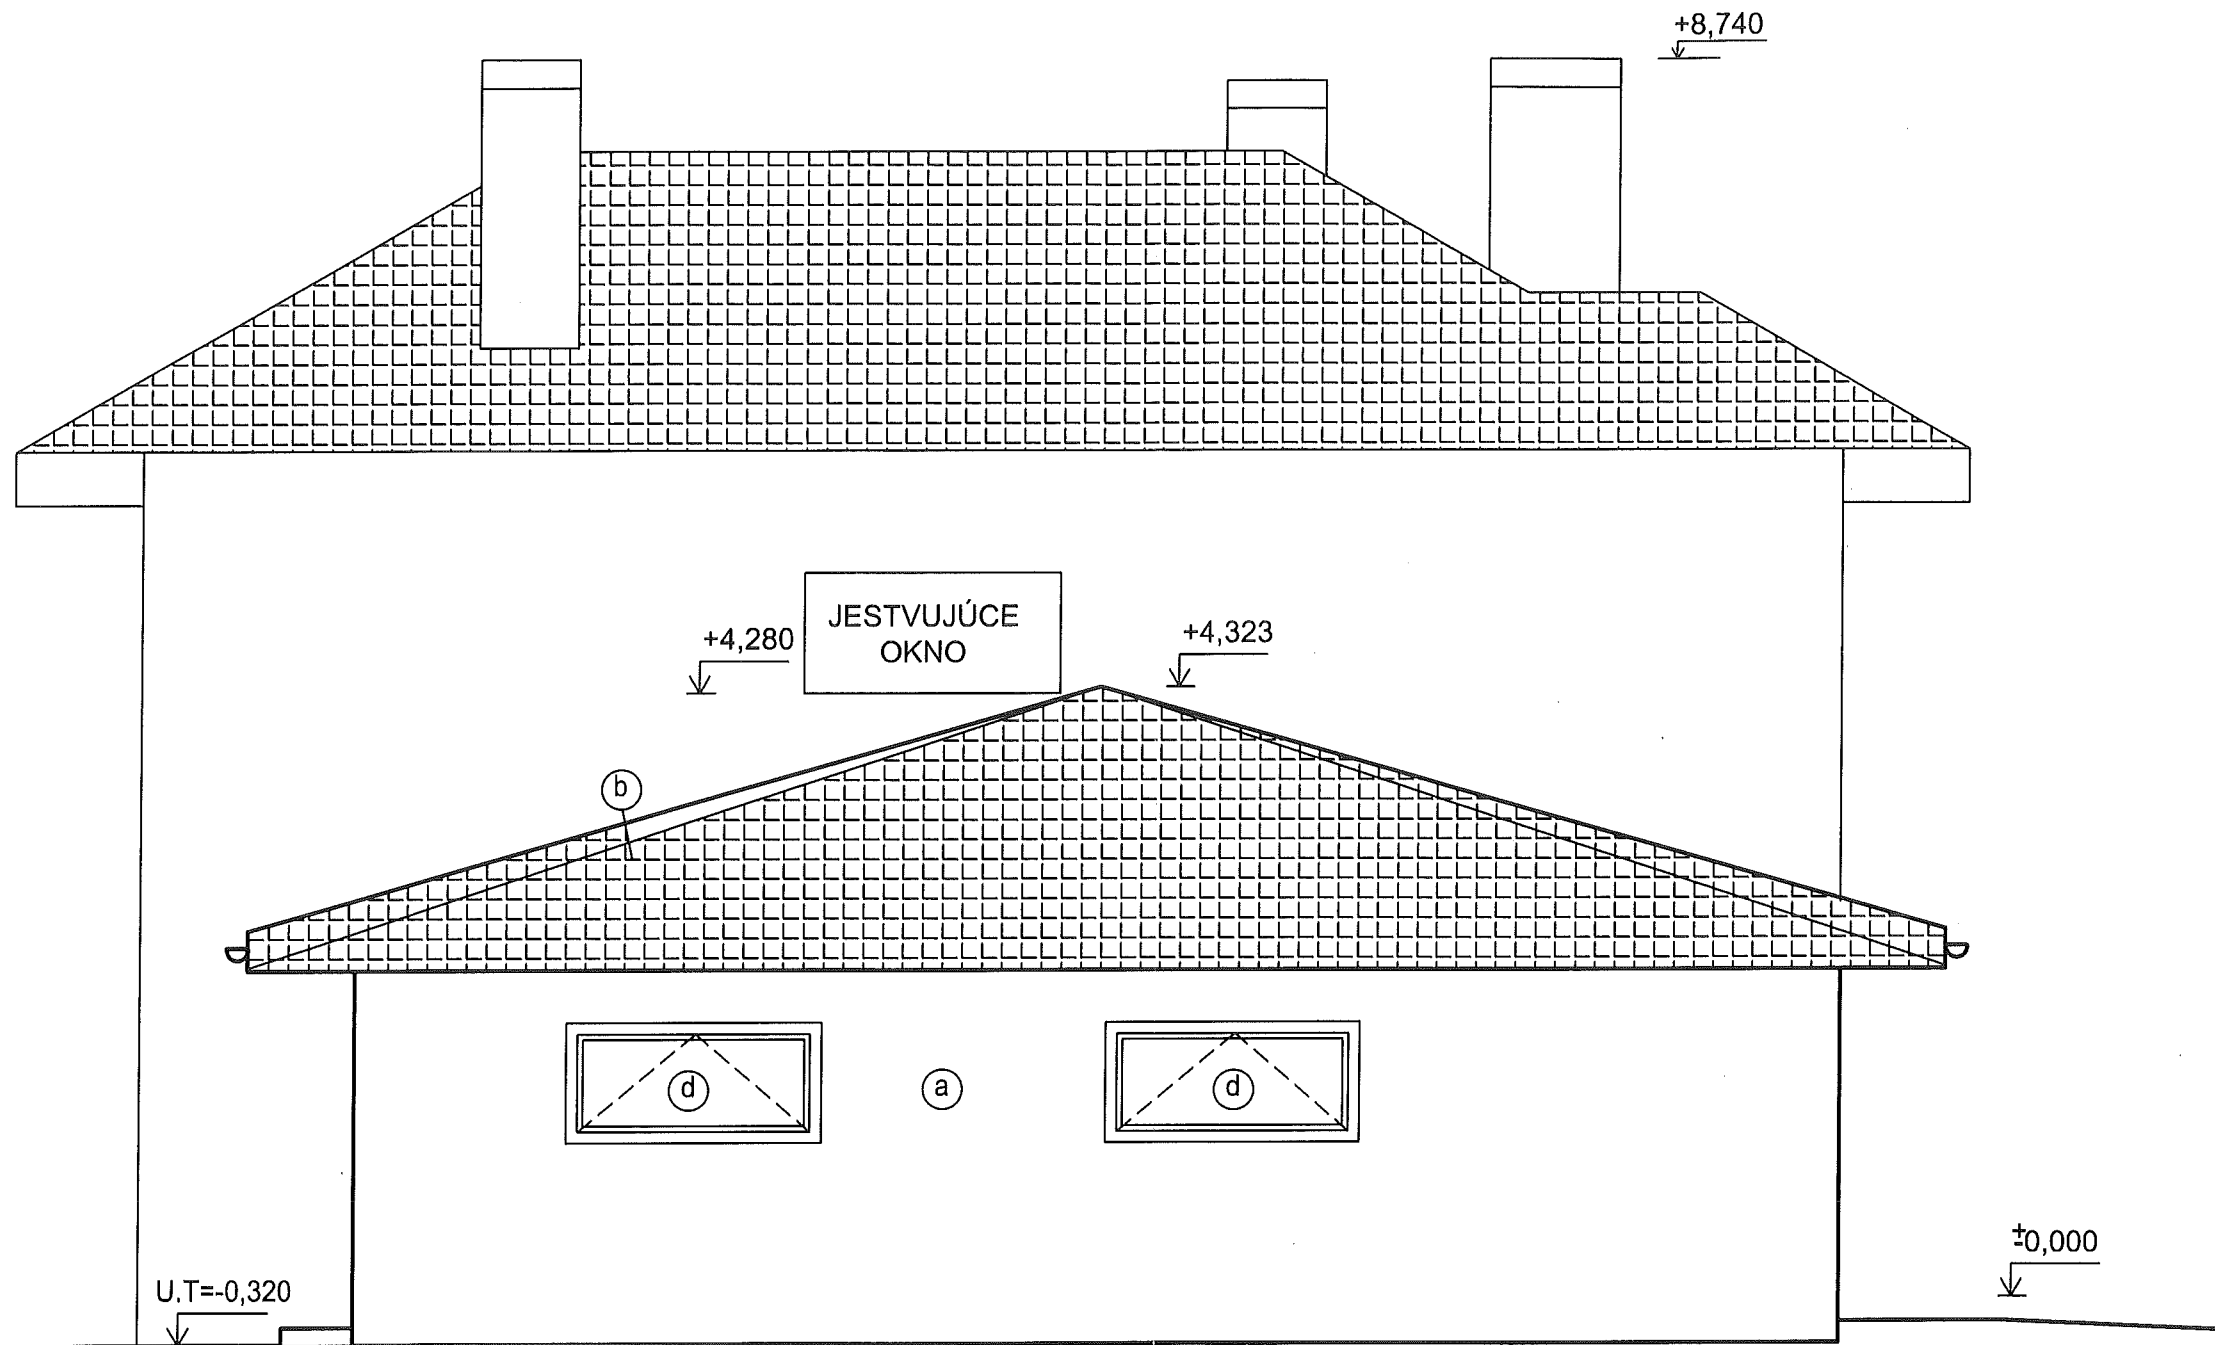 +8,740
JESTVUJÚCE
OKNO
+4,280
+4,323
b
d
a
d
±0,000
U.T=-0,320